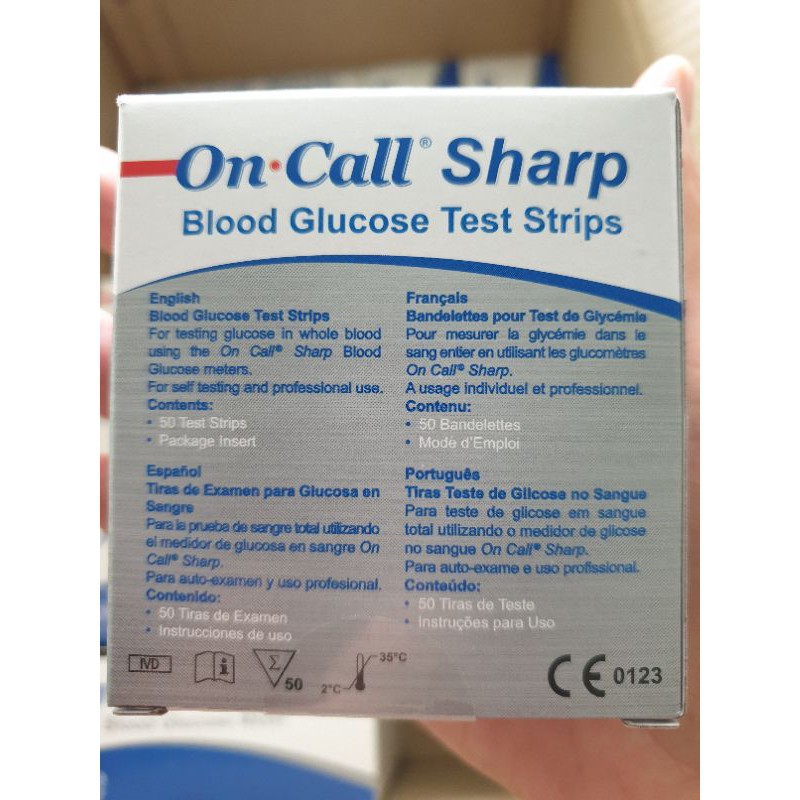 On·Call® Sharp
Blood Glucose Test Strips
English
Blood Glucose Test Strips
For testing glucose in whole blood
using the On Call® Sharp Blood
Glucose meters.
For self testing and professional use.
Contents:
• 50 Test Strips
• Package insert
Français
Bandelettes pour Test de Glycémie
Pour mesurer la glycémie dans le
sang entier en utilisant les glucomètres
On Call® Sharp.
A usage individuel et professionnel.
Contenu:
• 50 Bandelettes
• Mode d'Emploi
Español
Tiras de Examen para Glucosa en
Sangre
Para la prueba de sangre total utilizando
el medidor de glucosa en sangre On
Call® Sharp.
Para auto-examen y uso profesional.
Contenido:
• 50 Tiras de Examen
• Instrucciones de uso
Português
Tiras Teste de Glicose no Sangue
Para teste de glicose em sangue
total utilizando o medidor de glicose
no sangue On Call® Sharp.
Para auto-exame e uso profissional.
Conteúdo:
• 50 Tiras de Teste
• Instruções para Uso
IVD
i
Σ 50
2°C
35°C
CE 0123